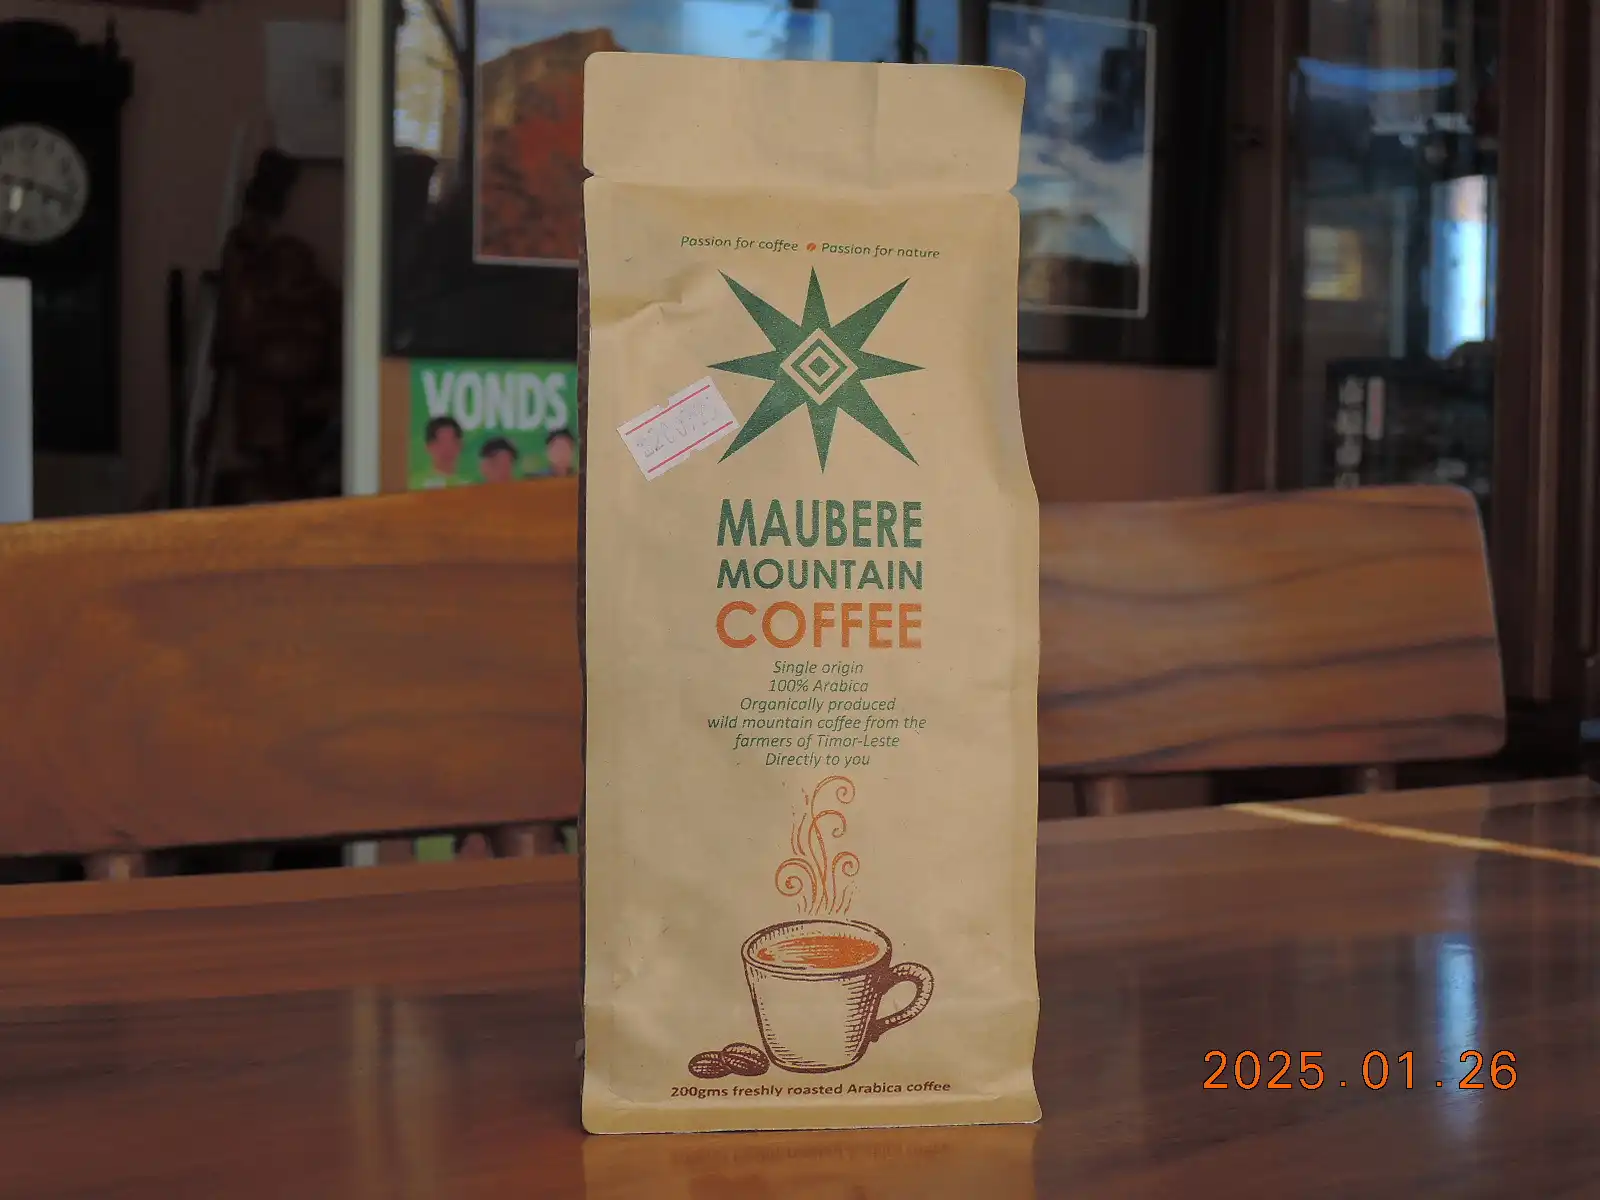 Passion for coffee Passion for nature
VONDS
MAUBERE
MOUNTAIN
COFFEE
Single origin
100% Arabica
Organically produced
wild mountain coffee from the
farmers of Timor-Leste
Directly to you
200gms freshly roasted Arabica coffee
2025.01.26